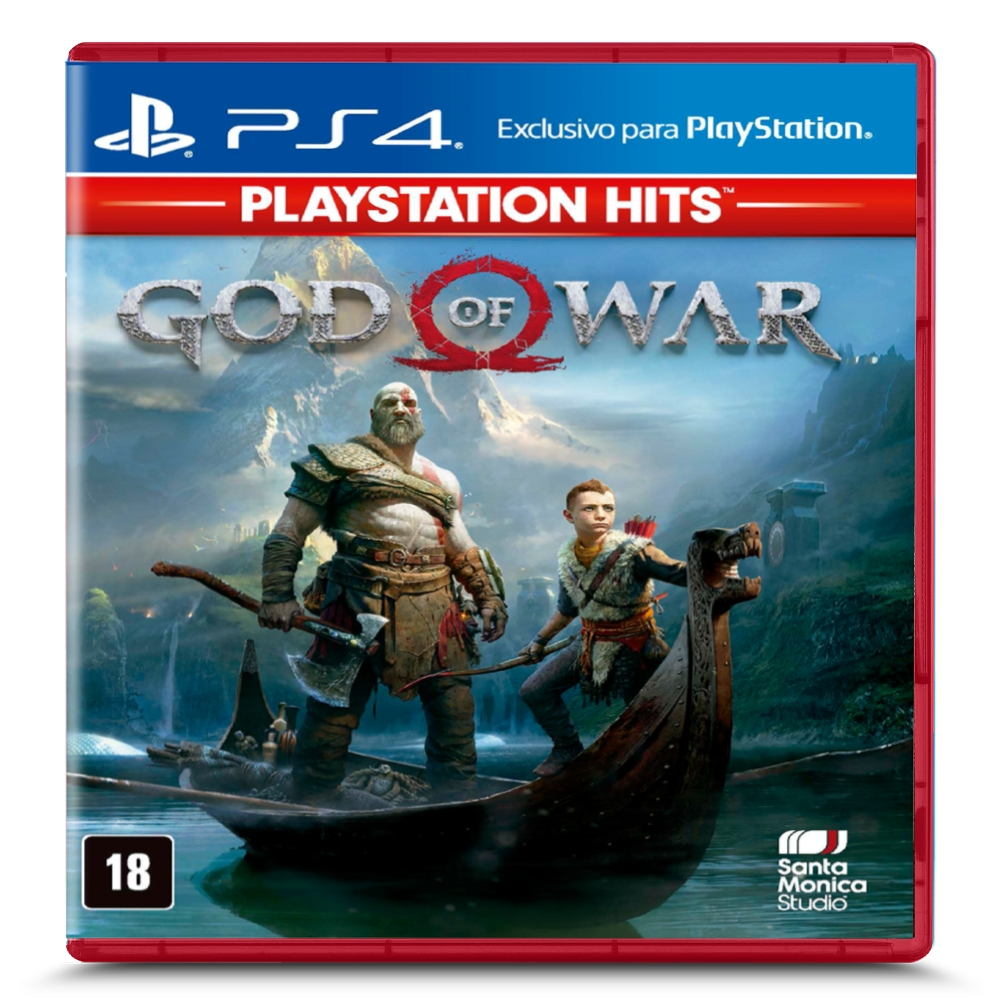 PS4 Exclusivo para PlayStation®
PLAYSTATION HITS™
GOD OF WAR
18
Santa
Monica
Studio